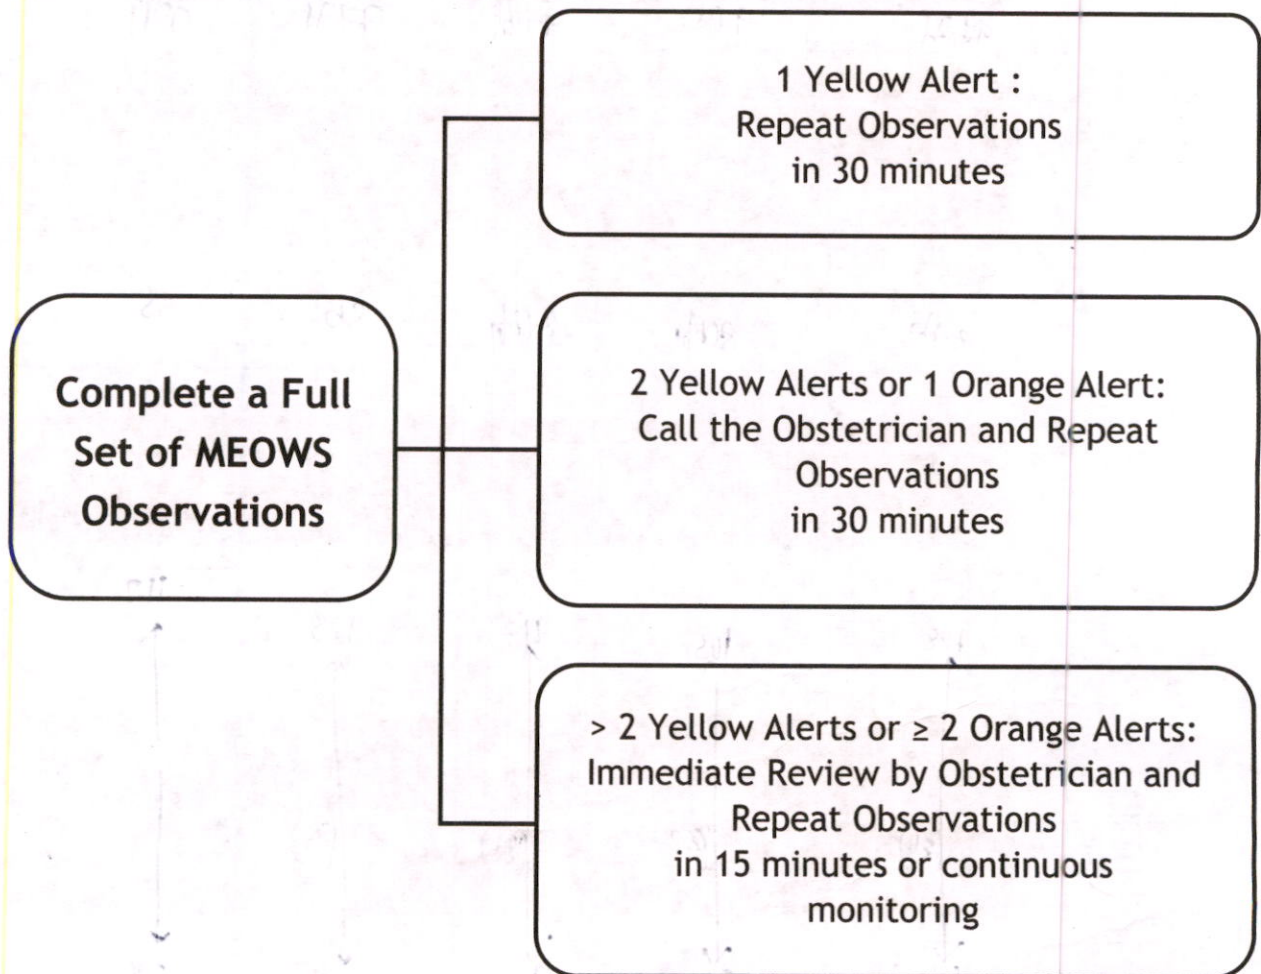 Complete a Full
Set of MEOWS
Observations
1 Yellow Alert :
Repeat Observations
in 30 minutes
2 Yellow Alerts or 1 Orange Alert:
Call the Obstetrician and Repeat
Observations
in 30 minutes
> 2 Yellow Alerts or ≥ 2 Orange Alerts:
Immediate Review by Obstetrician and
Repeat Observations
in 15 minutes or continuous
monitoring